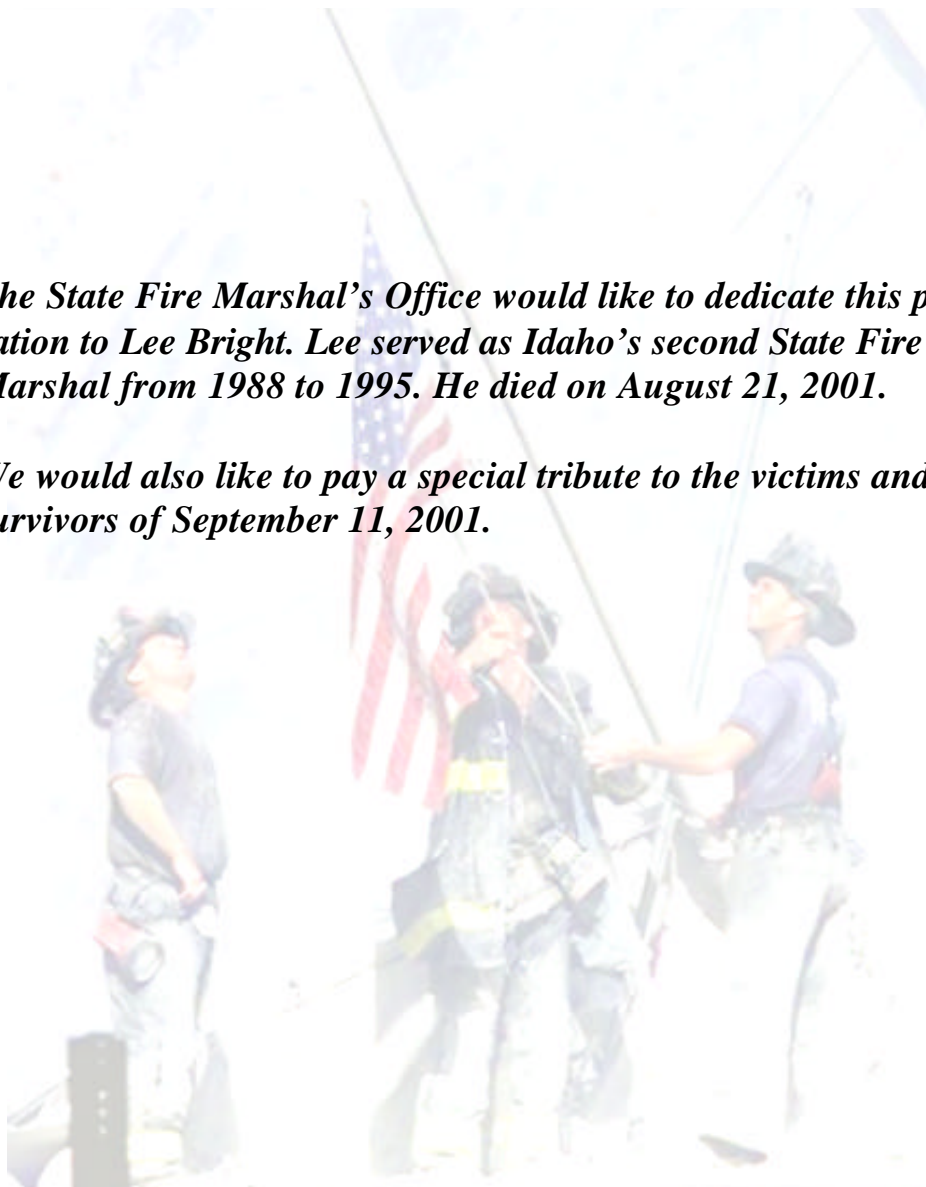 he State Fire Marshal's Office would like to dedicate this p
ation to Lee Bright. Lee served as Idaho's second State Fire
Marshal from 1988 to 1995. He died on August 21, 2001.
We would also like to pay a special tribute to the victims and
urvivors of September 11, 2001.